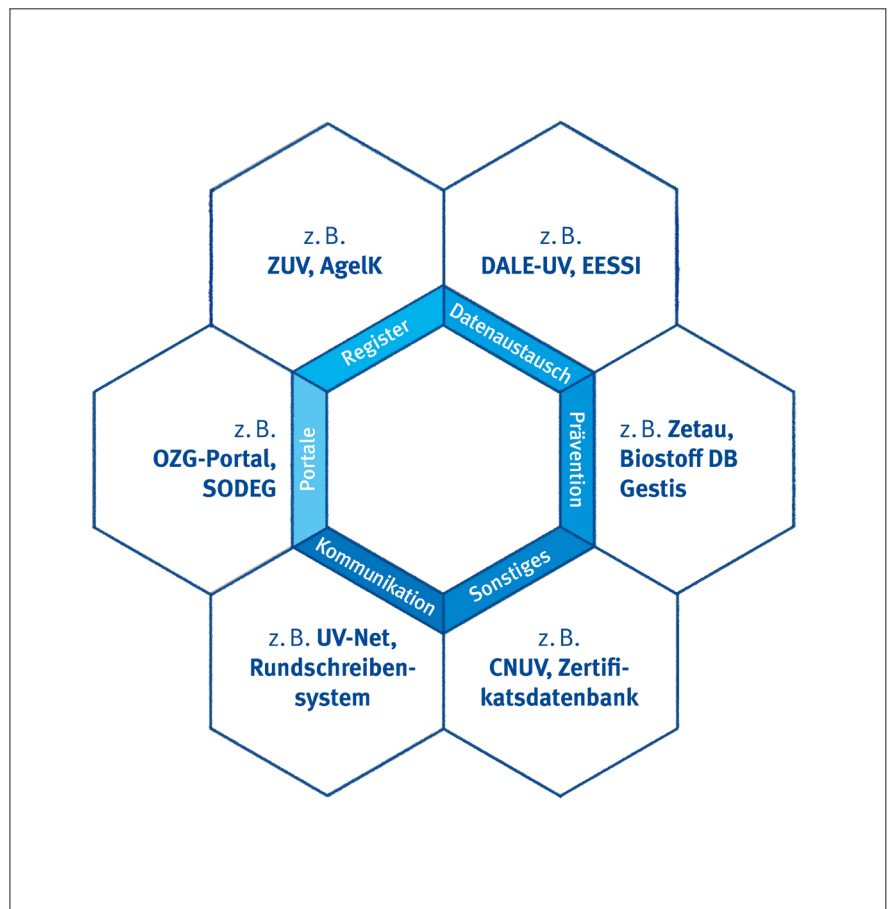 z. B.
ZUV, AgelK
z. B.
DALE-UV, EESSI
Register
Datenaustausch
z. B.
OZG-Portal,
SODEG
Portale
Prävention
z. B. Zetau,
Biostoff DB
Gestis
Kommunikation
Sonstiges
z. B. UV-Net,
Rundschreiben-
system
z. B.
CNUV, Zertifi-
katsdatenbank